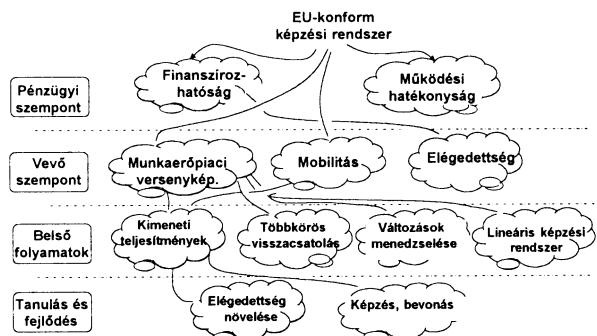 EU-konform
képzési rendszer
Pénzügyi
szempont
Finanszíroz-
hatóság
Működési
hatékonyság
Vevő
szempont
Munkaerőpiaci
versenykép.
Mobilitás
Elégedettség
Belső
folyamatok
Kimeneti
teljesítmények
Többkörös
visszacsatolás
Változások
menedzselése
Lineáris képzési
rendszer
Tanulás és
fejlődés
Elégedettség
növelése
Képzés, bevonás